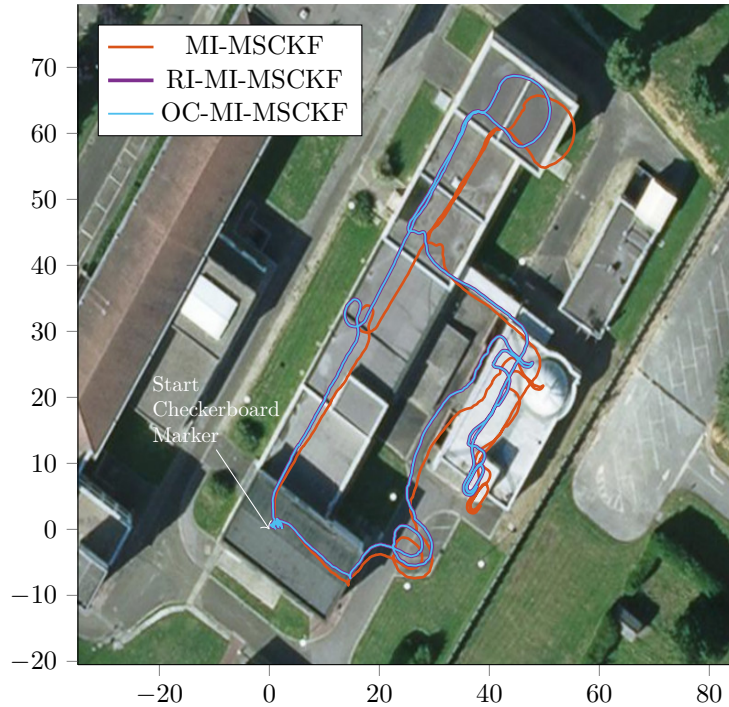 MI-MSCKF
RI-MI-MSCKF
OC-MI-MSCKF
70
60
50
40
30
20
10
0
−10
−20
Start
Checkerboard
Marker
−20 0 20 40 60 80